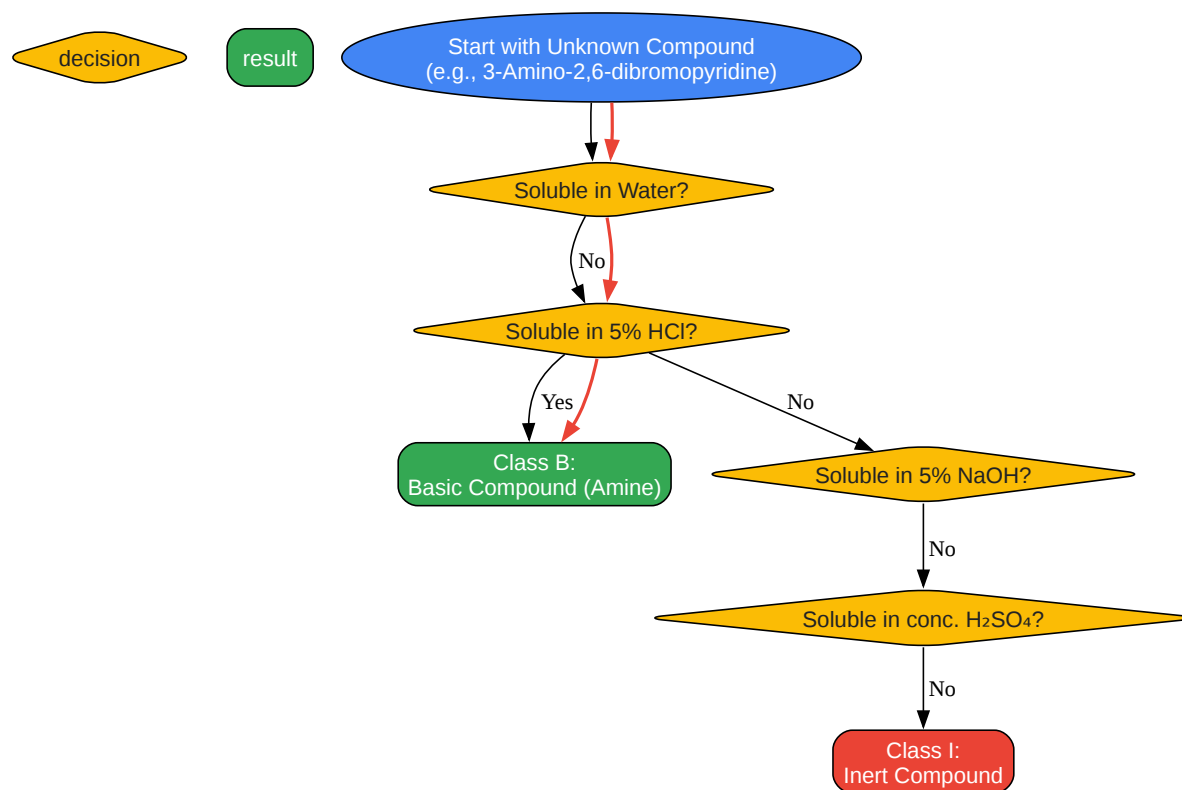 decision
result
Start with Unknown Compound
(e.g., 3-Amino-2,6-dibromopyridine)
Soluble in Water?
No
Soluble in 5% HCl?
Yes
No
Class B:
Basic Compound (Amine)
Soluble in 5% NaOH?
No
Soluble in conc. H₂SO₄?
No
Class I:
Inert Compound